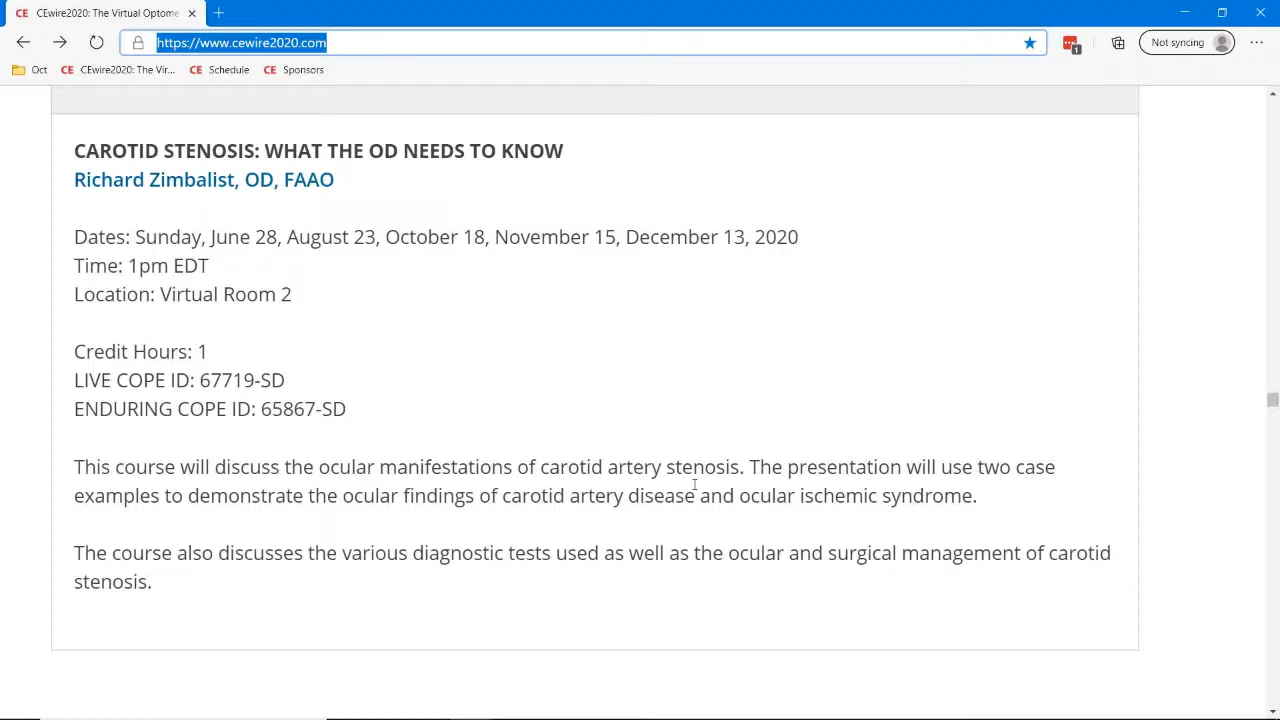 CE CEwire2020: The Virtual Optome
https://www.cewire2020.com
1
Not syncing
Oct
CE CEwire2020: The Vir...
CE Schedule
CE Sponsors
CAROTID STENOSIS: WHAT THE OD NEEDS TO KNOW
Richard Zimbalist, OD, FAAO
Dates: Sunday, June 28, August 23, October 18, November 15, December 13, 2020
Time: 1pm EDT
Location: Virtual Room 2
Credit Hours: 1
LIVE COPE ID: 67719-SD
ENDURING COPE ID: 65867-SD
This course will discuss the ocular manifestations of carotid artery stenosis. The presentation will use two case
examples to demonstrate the ocular findings of carotid artery disease and ocular ischemic syndrome.
The course also discusses the various diagnostic tests used as well as the ocular and surgical management of carotid
stenosis.